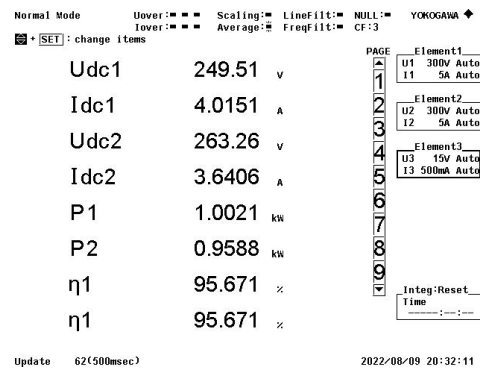 Normal Mode Uover: Scaling: LineFilt: NULL: YOKOGAWA
Iover: Average: FreqFilt: CF:3
+ SET : change items
PAGE
Udc1 249.51 V
Idc1 4.0151 A
Udc2 263.26 V
Idc2 3.6406 A
P1 1.0021 kW
P2 0.9588 kW
η1 95.671 %
η1 95.671 %
1
2
3
4
5
6
7
8
9
Element1
U1 300V Auto
I1 5A Auto
Element2
U2 300V Auto
I2 5A Auto
Element3
U3 15V Auto
I3 500mA Auto
Integ:Reset
Time
-----:--:--
Update 62(500msec) 2022/08/09 20:32:11